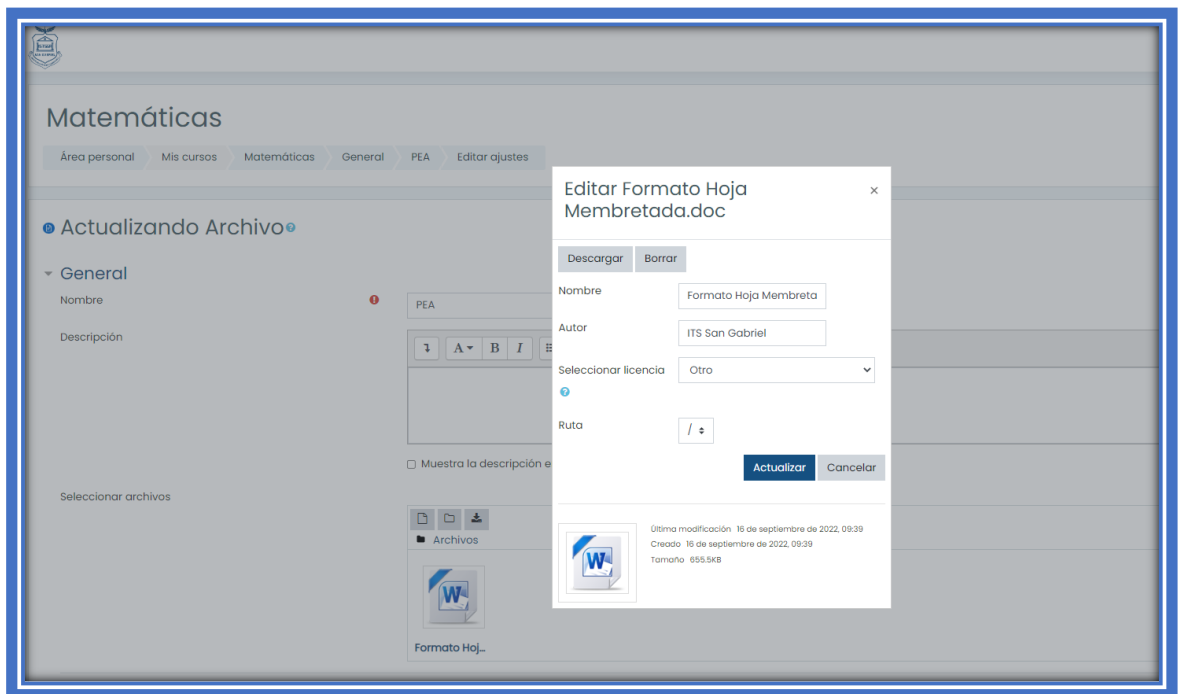 Matemáticas
Área personal Mis cursos Matemáticas General PEA Editar ajustes
Actualizando Archivo
General
Nombre
PEA
Descripción
A B I
Muestra la descripción e
Seleccionar archivos
Archivos
Formato Hoj...
Editar Formato Hoja
Membretada.doc
×
Descargar Borrar
Nombre
Formato Hoja Membreta
Autor
ITS San Gabriel
Seleccionar licencia
Otro
Ruta
/
Actualizar Cancelar
W
Última modificación 16 de septiembre de 2022, 09:39
Creado 16 de septiembre de 2022, 09:39
Tamaño 655.5KB
W